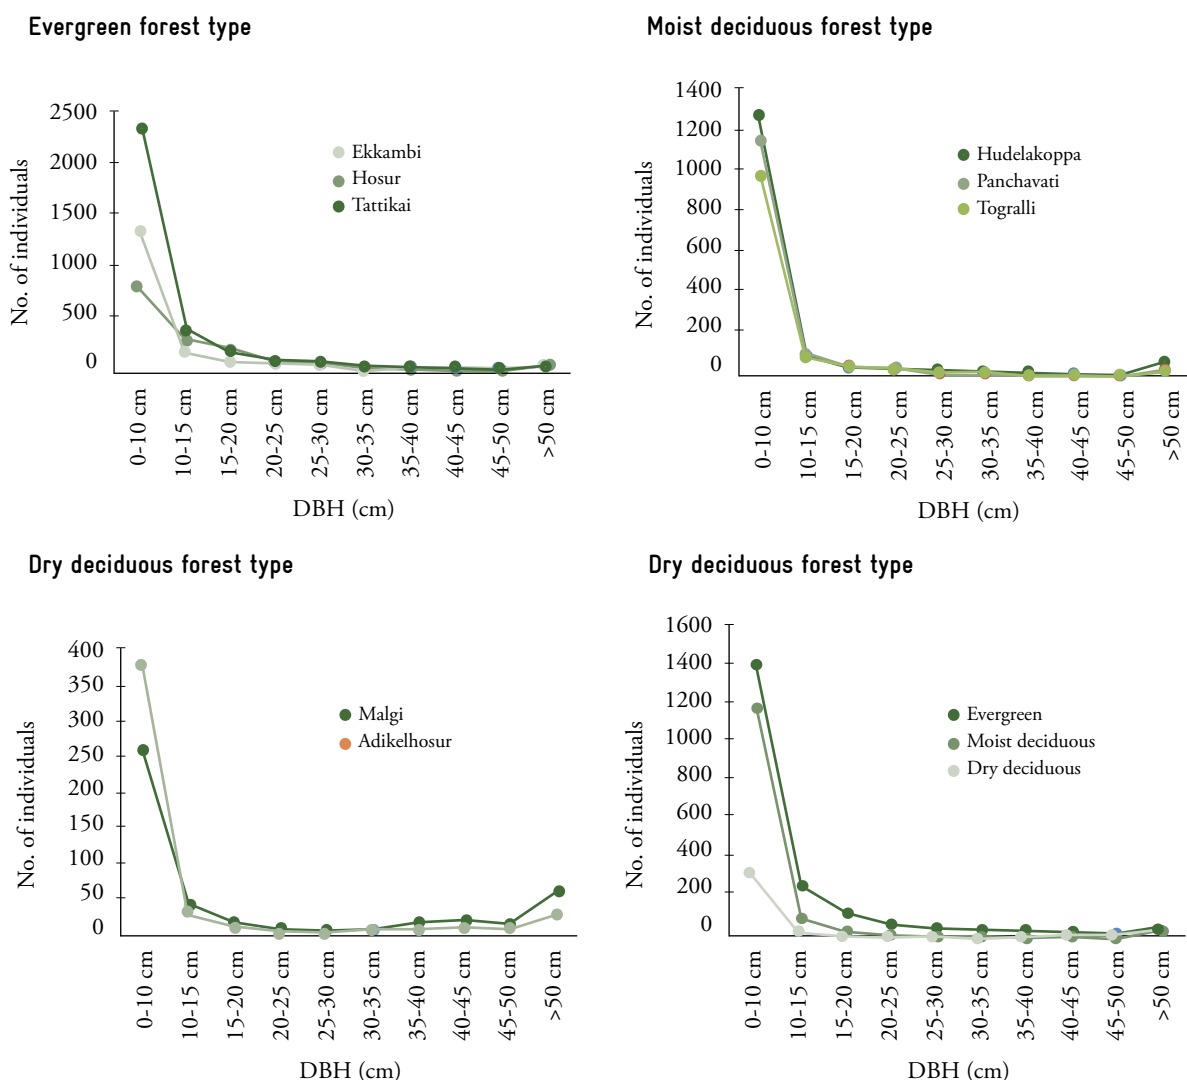 Evergreen forest type
No. of individuals
2500
2000
1500
1000
500
0
Ekkambi
Hosur
Tattikai
0-10 cm
10-15 cm
15-20 cm
20-25 cm
25-30 cm
30-35 cm
35-40 cm
40-45 cm
45-50 cm
>50 cm
DBH (cm)
Moist deciduous forest type
No. of individuals
1400
1200
1000
800
600
400
200
0
Hudelakoppa
Panchavati
Togralli
0-10 cm
10-15 cm
15-20 cm
20-25 cm
25-30 cm
30-35 cm
35-40 cm
40-45 cm
45-50 cm
>50 cm
DBH (cm)
Dry deciduous forest type
No. of individuals
400
350
300
250
200
150
100
50
0
Malgi
Adikelhosur
0-10 cm
10-15 cm
15-20 cm
20-25 cm
25-30 cm
30-35 cm
35-40 cm
40-45 cm
45-50 cm
>50 cm
DBH (cm)
Dry deciduous forest type
No. of individuals
1600
1400
1200
1000
800
600
400
200
0
Evergreen
Moist deciduous
Dry deciduous
0-10 cm
10-15 cm
15-20 cm
20-25 cm
25-30 cm
30-35 cm
35-40 cm
40-45 cm
45-50 cm
>50 cm
DBH (cm)